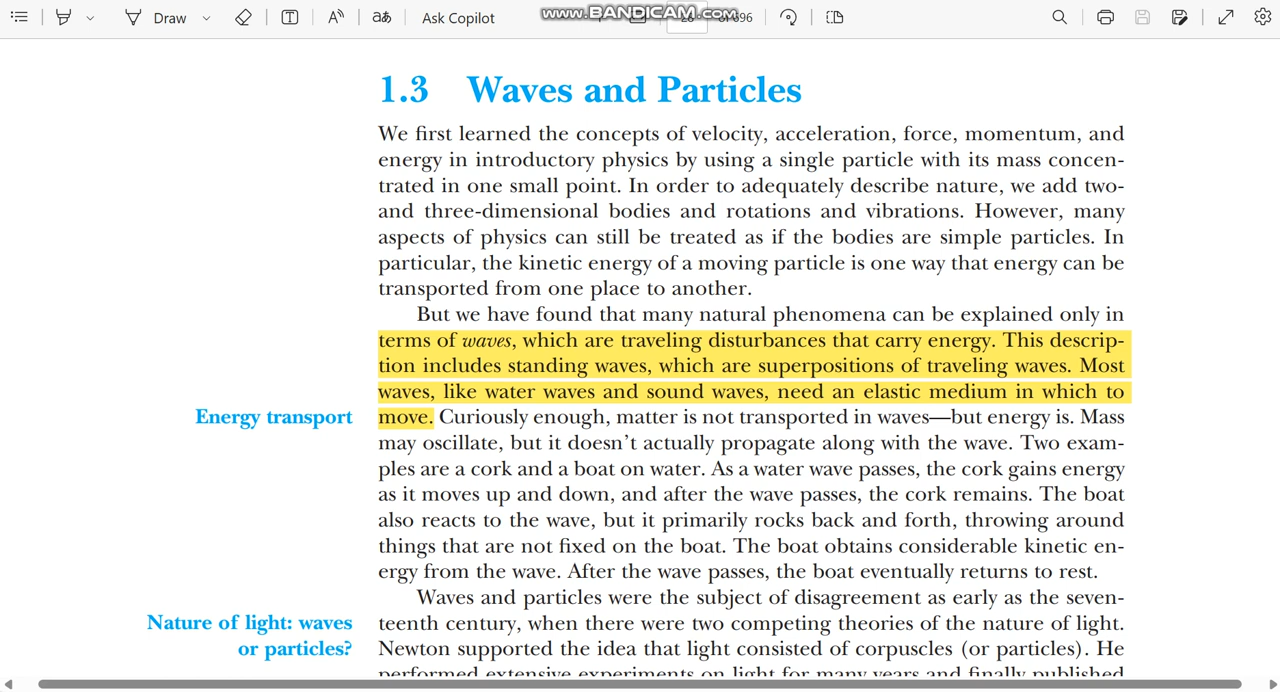 Draw
Ask Copilot
www.BANDICAM.com
1.3 Waves and Particles
We first learned the concepts of velocity, acceleration, force, momentum, and
energy in introductory physics by using a single particle with its mass concen-
trated in one small point. In order to adequately describe nature, we add two-
and three-dimensional bodies and rotations and vibrations. However, many
aspects of physics can still be treated as if the bodies are simple particles. In
particular, the kinetic energy of a moving particle is one way that energy can be
transported from one place to another.
But we have found that many natural phenomena can be explained only in
terms of waves, which are traveling disturbances that carry energy. This descrip-
tion includes standing waves, which are superpositions of traveling waves. Most
waves, like water waves and sound waves, need an elastic medium in which to
Energy transport
move. Curiously enough, matter is not transported in waves—but energy is. Mass
may oscillate, but it doesn't actually propagate along with the wave. Two exam-
ples are a cork and a boat on water. As a water wave passes, the cork gains energy
as it moves up and down, and after the wave passes, the cork remains. The boat
also reacts to the wave, but it primarily rocks back and forth, throwing around
things that are not fixed on the boat. The boat obtains considerable kinetic en-
ergy from the wave. After the wave passes, the boat eventually returns to rest.
Waves and particles were the subject of disagreement as early as the seven-
Nature of light: waves
or particles?
teenth century, when there were two competing theories of the nature of light.
Newton supported the idea that light consisted of corpuscles (or particles). He
performed extensive experiments on light for many years and finally published